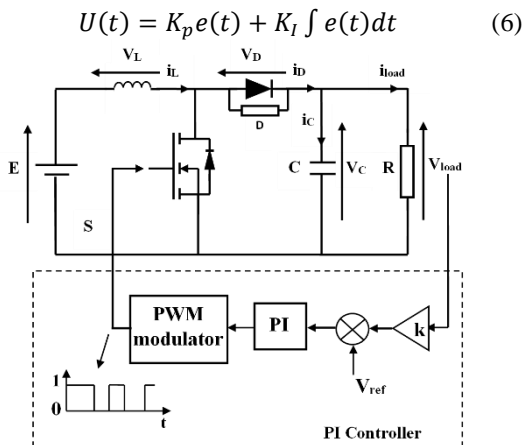 U(t) = K_p e(t) + K_I ∫ e(t)dt (6)
V_L V_D
i_L i_D i_load
D
i_C
E C V_C R V_load
S
PWM modulator PI k
V_ref
1
0
t
PI Controller